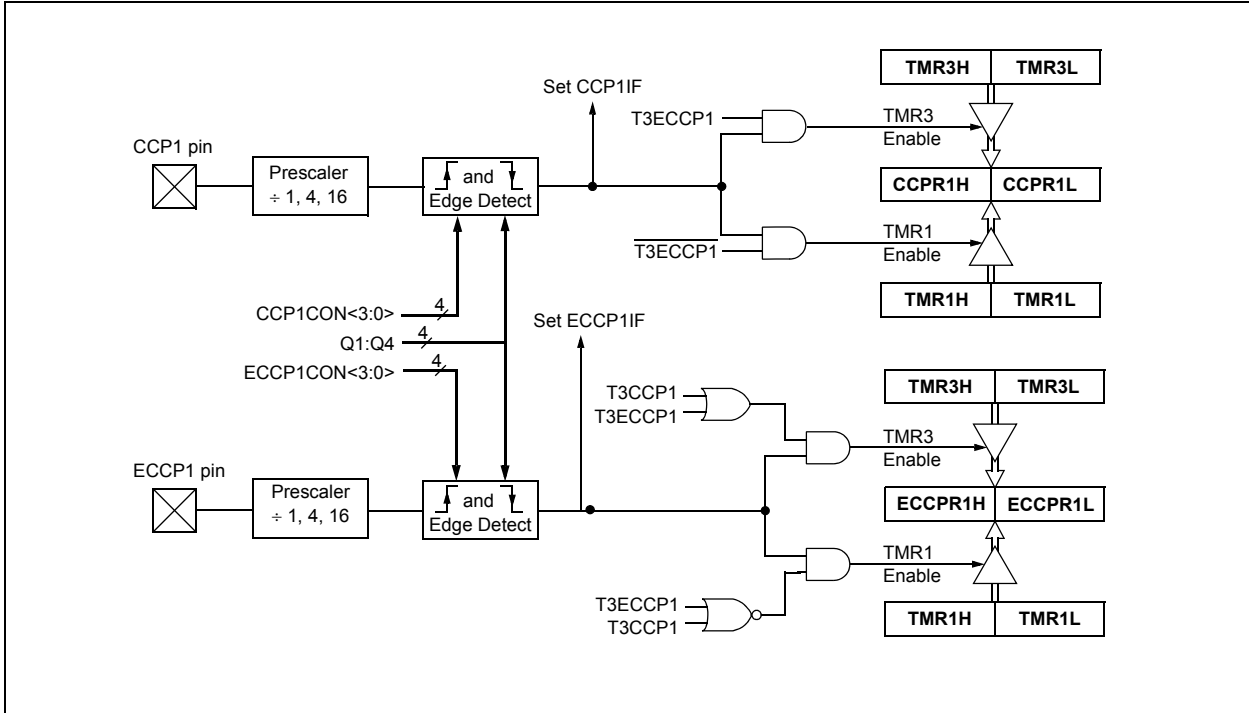 TMR3H TMR3L
Set CCP1IF
T3ECCP1
TMR3
Enable
CCP1 pin
Prescaler
÷ 1, 4, 16
and
Edge Detect
CCPR1H CCPR1L
T3ECCP1
TMR1
Enable
TMR1H TMR1L
CCP1CON<3:0> 4
Q1:Q4 4
ECCP1CON<3:0> 4
Set ECCP1IF
TMR3H TMR3L
T3CCP1
T3ECCP1
TMR3
Enable
ECCP1 pin
Prescaler
÷ 1, 4, 16
and
Edge Detect
ECCPR1H ECCPR1L
TMR1
Enable
T3ECCP1
T3CCP1
TMR1H TMR1L